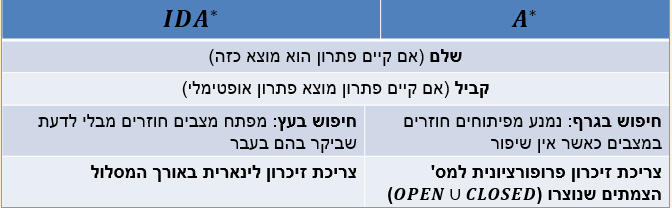 A* IDA*
שלם (אם קיים פתרון הוא מוצא כזה)
קביל (אם קיים פתרון מוצא פתרון אופטימלי)
חיפוש בגרף: נמנע מפיתוחים חוזרים
במצבים כאשר אין שיפור
חיפוש בעץ: מפתח מצבים חוזרים מבלי לדעת
שביקר בהם בעבר
צריכת זיכרון פרופורציונית למס'
הצמתים שנוצרו (OPEN ∪ CLOSED)
צריכת זיכרון לינארית באורך המסלול